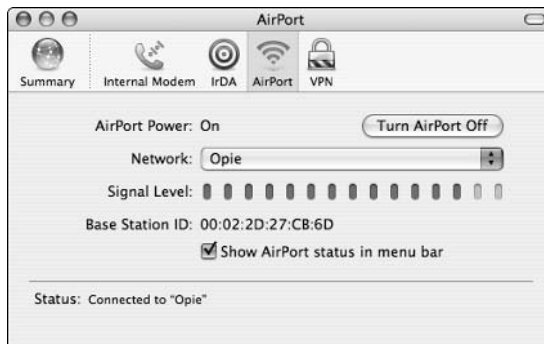 AirPort
Summary
Internal Modem
IrDA
AirPort
VPN
AirPort Power: On
Turn AirPort Off
Network: Opie
Signal Level:
Base Station ID: 00:02:2D:27:CB:6D
Show AirPort status in menu bar
Status: Connected to "Opie"